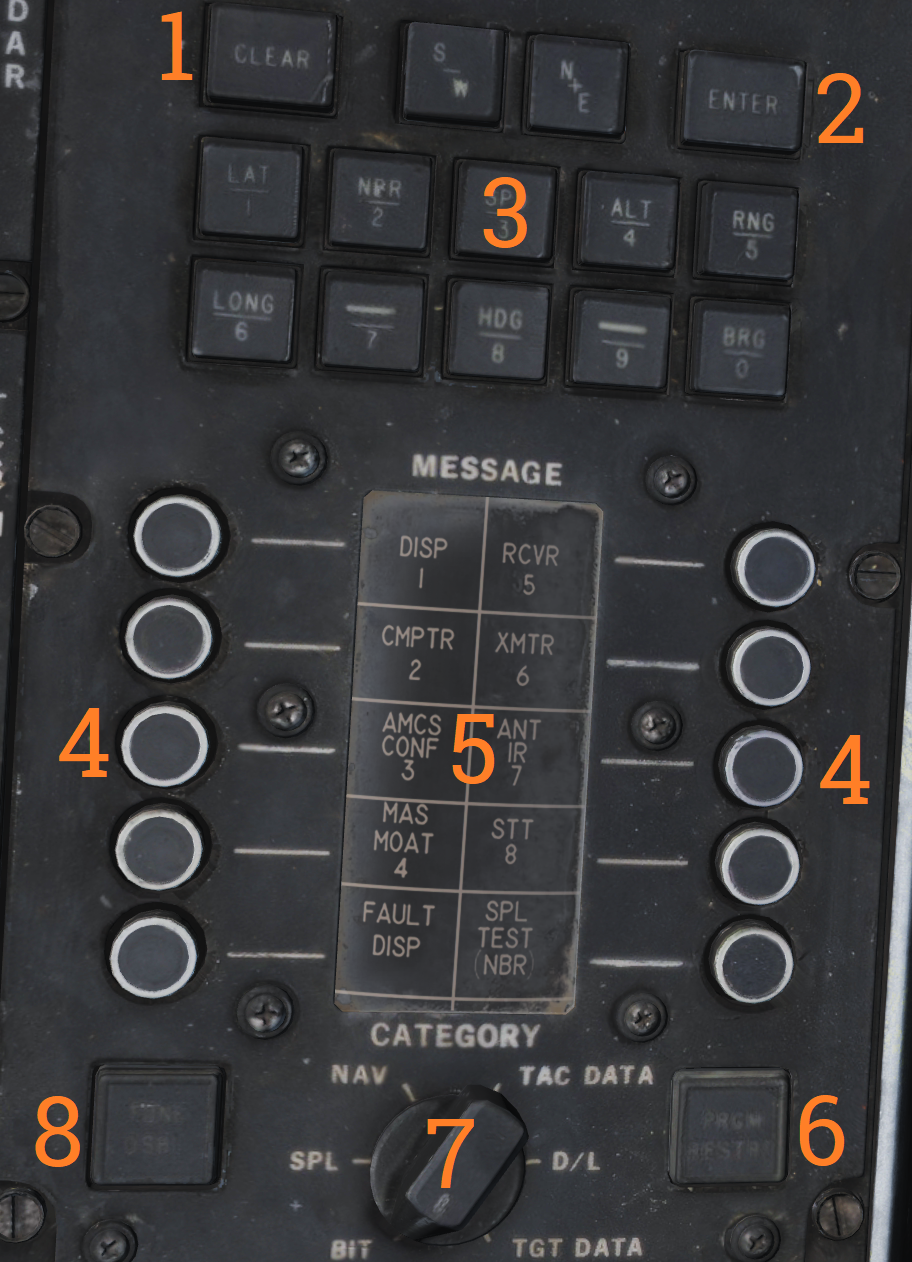 DAR
1
CLEAR
S
W
N
+
E
ENTER
2
LAT
1
NBR
2
3
ALT
4
RNG
5
LONG
6
7
HDG
8
9
BRG
0
MESSAGE
DISP
1
RCVR
5
CMPTR
2
XMTR
6
AMCS
CONF
3
ANT
IR
7
MAS
MOAT
4
STT
8
FAULT
DISP
SPL
TEST
(NBR)
4
5
4
CATEGORY
NAV
TAC DATA
SPL
D/L
BIT
TGT DATA
8
7
6
PRGM